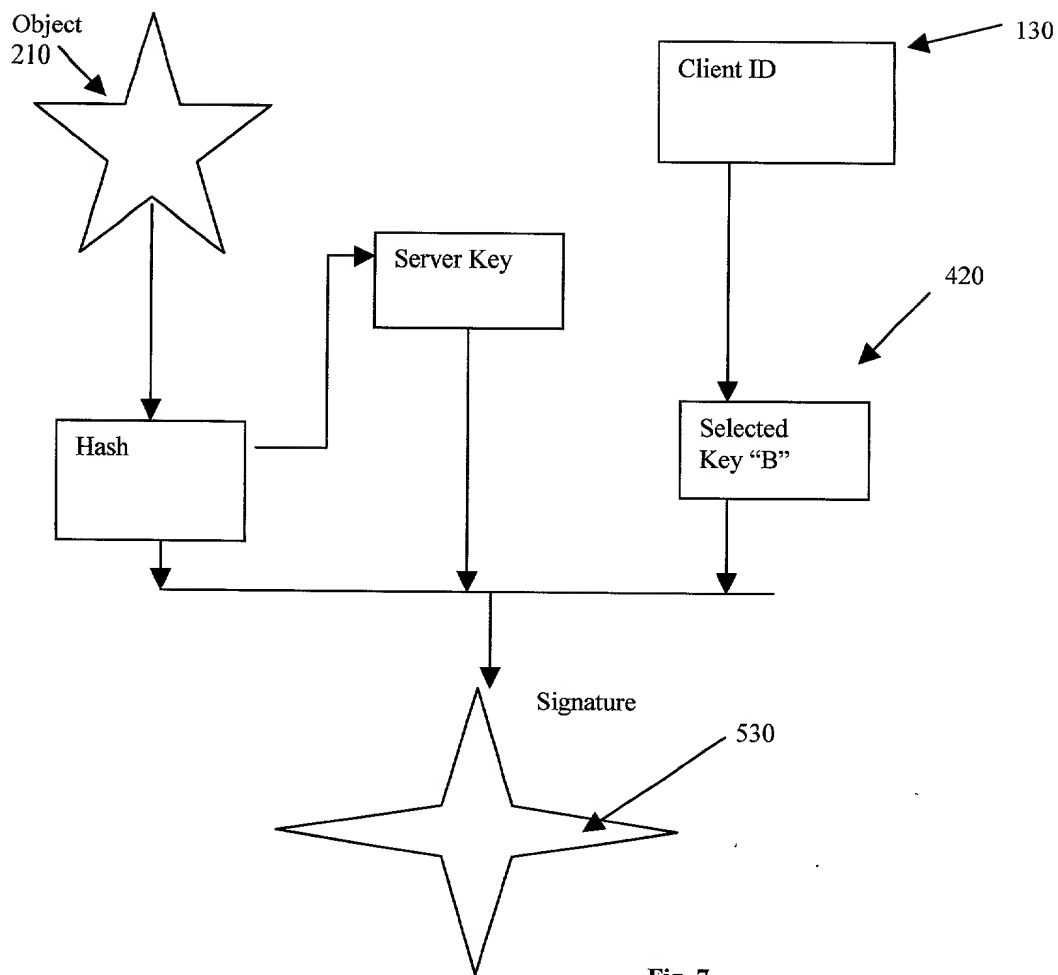 Object
210
130
Client ID
Server Key
420
Hash
Selected
Key “B”
Signature
530
Fig. 7